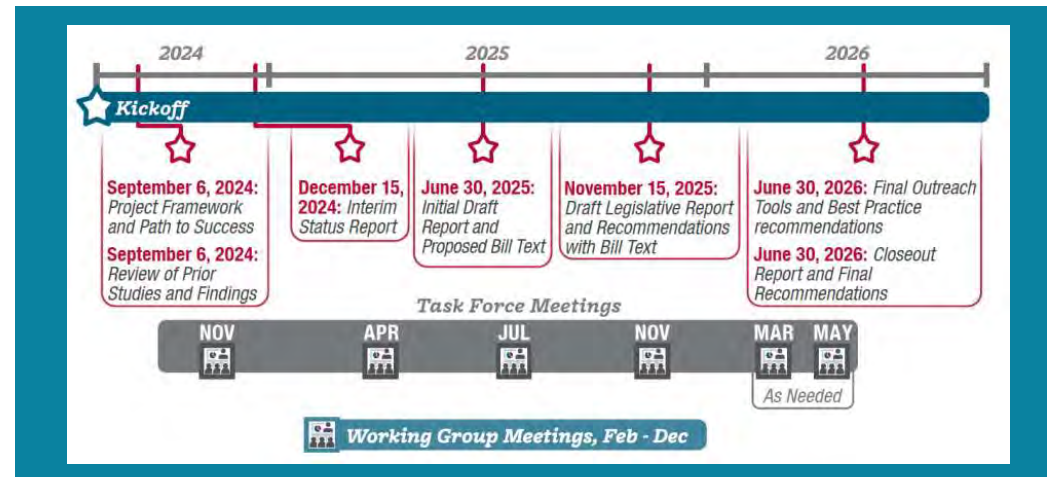 2024
2025
2026
Kickoff
September 6, 2024:
Project Framework
and Path to Success
September 6, 2024:
Review of Prior
Studies and Findings
December 15,
2024: Interim
Status Report
June 30, 2025:
Initial Draft
Report and
Proposed Bill Text
November 15, 2025:
Draft Legislative Report
and Recommendations
with Bill Text
June 30, 2026: Final Outreach
Tools and Best Practice
recommendations
June 30, 2026: Closeout
Report and Final
Recommendations
Task Force Meetings
NOV
APR
JUL
NOV
MAR
MAY
As Needed
Working Group Meetings, Feb - Dec